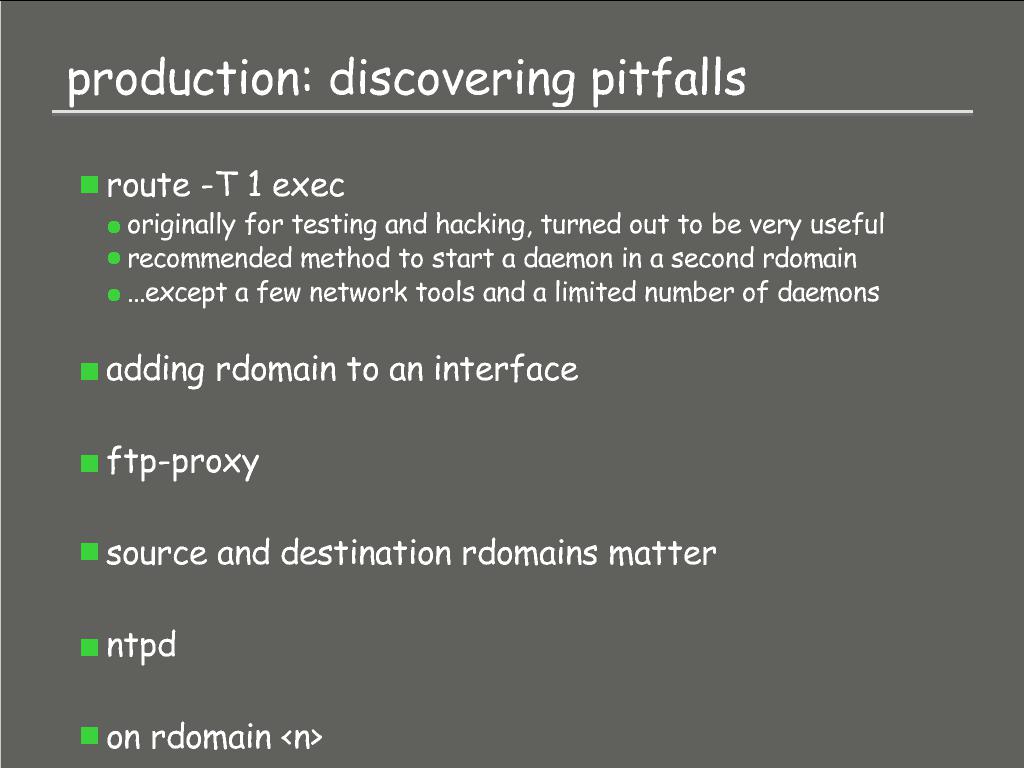 production: discovering pitfalls
route -T 1 exec
originally for testing and hacking, turned out to be very useful
recommended method to start a daemon in a second rdomain
...except a few network tools and a limited number of daemons
adding rdomain to an interface
ftp-proxy
source and destination rdomains matter
ntpd
on rdomain <n>